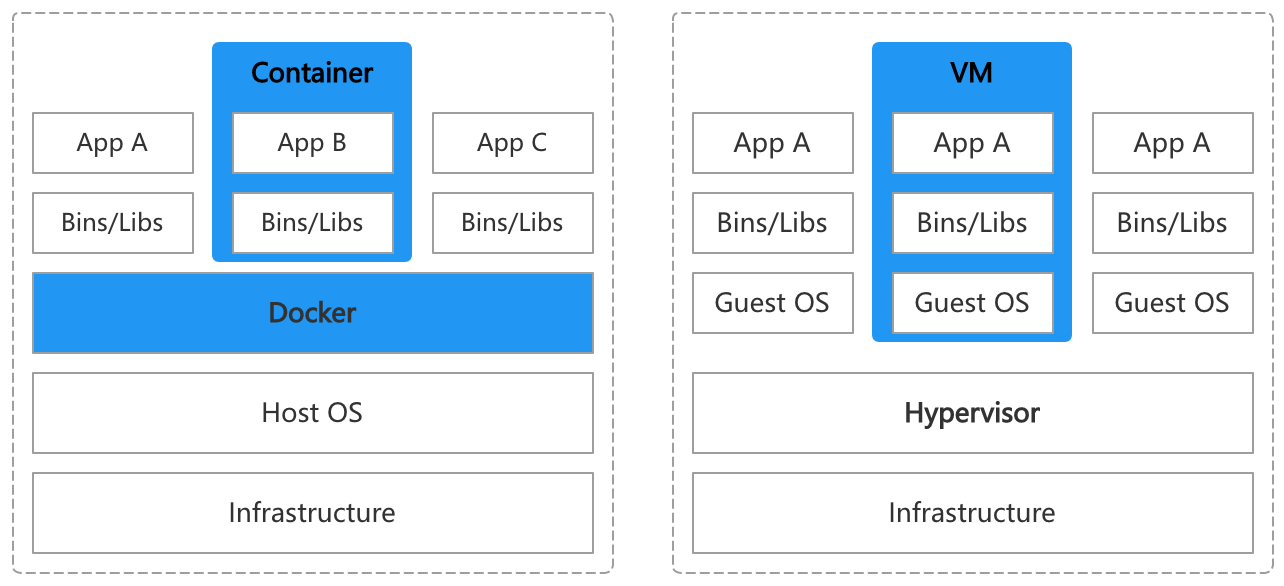 Container
App A
App B
App C
Bins/Libs
Bins/Libs
Bins/Libs
Docker
Host OS
Infrastructure
VM
App A
App A
App A
Bins/Libs
Bins/Libs
Bins/Libs
Guest OS
Guest OS
Guest OS
Hypervisor
Infrastructure